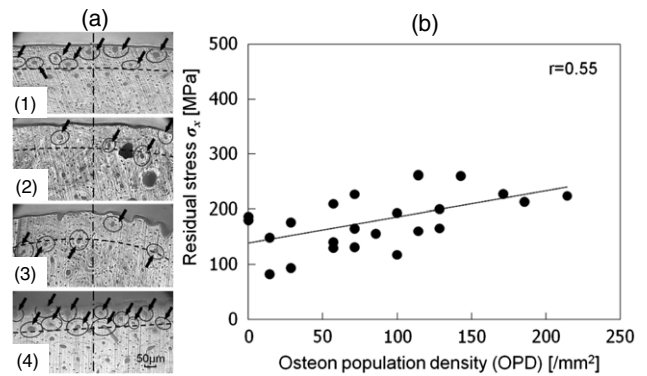 (a)
(1)
(2)
(3)
(4)
50μm
(b)
Residual stress σx [MPa]
500
400
300
200
100
0
r=0.55
0
50
100
150
200
250
Osteon population density (OPD) [/mm²]